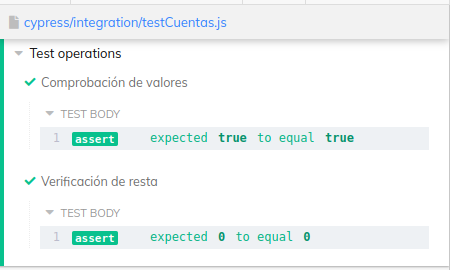 cypress/integration/testCuentas.js
Test operations
Comprobación de valores
TEST BODY
1 assert expected true to equal true
Verificación de resta
TEST BODY
1 assert expected 0 to equal 0